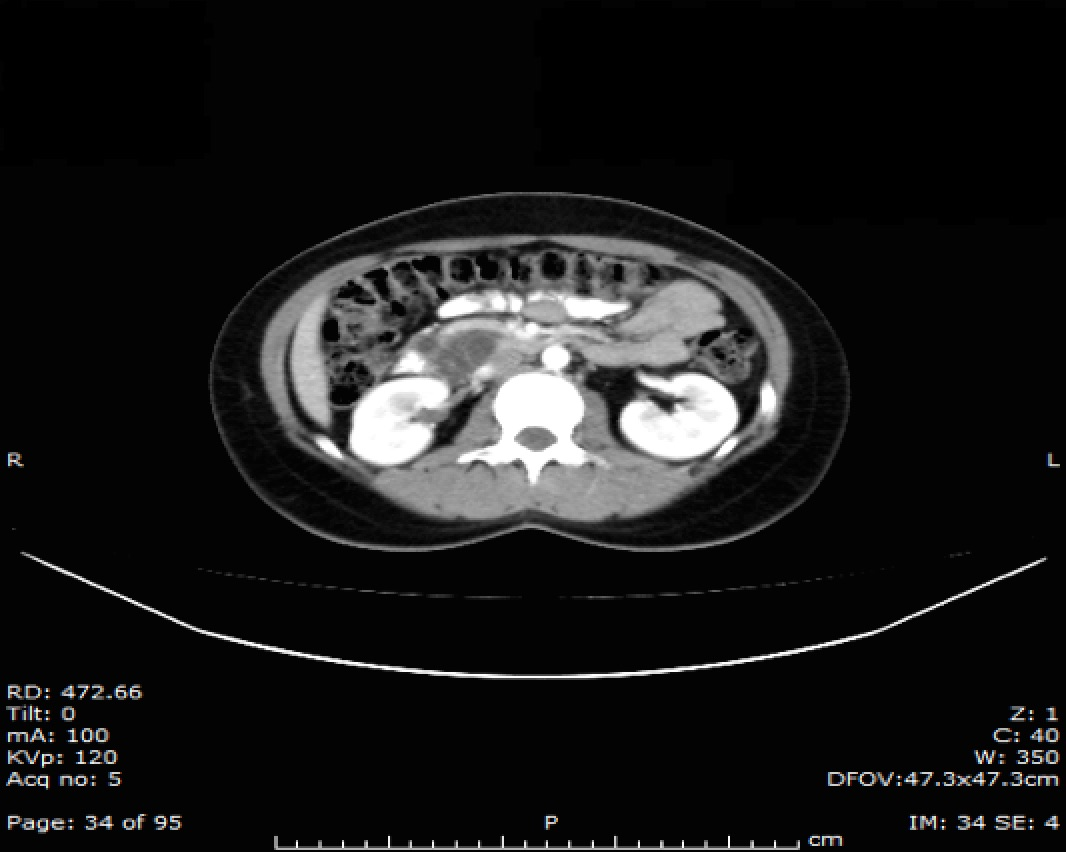 R
L
RD: 472.66
Tilt: 0
mA: 100
KVp: 120
Acq no: 5
Page: 34 of 95
P
cm
Z: 1
C: 40
W: 350
DFOV:47.3x47.3cm
IM: 34 SE: 4